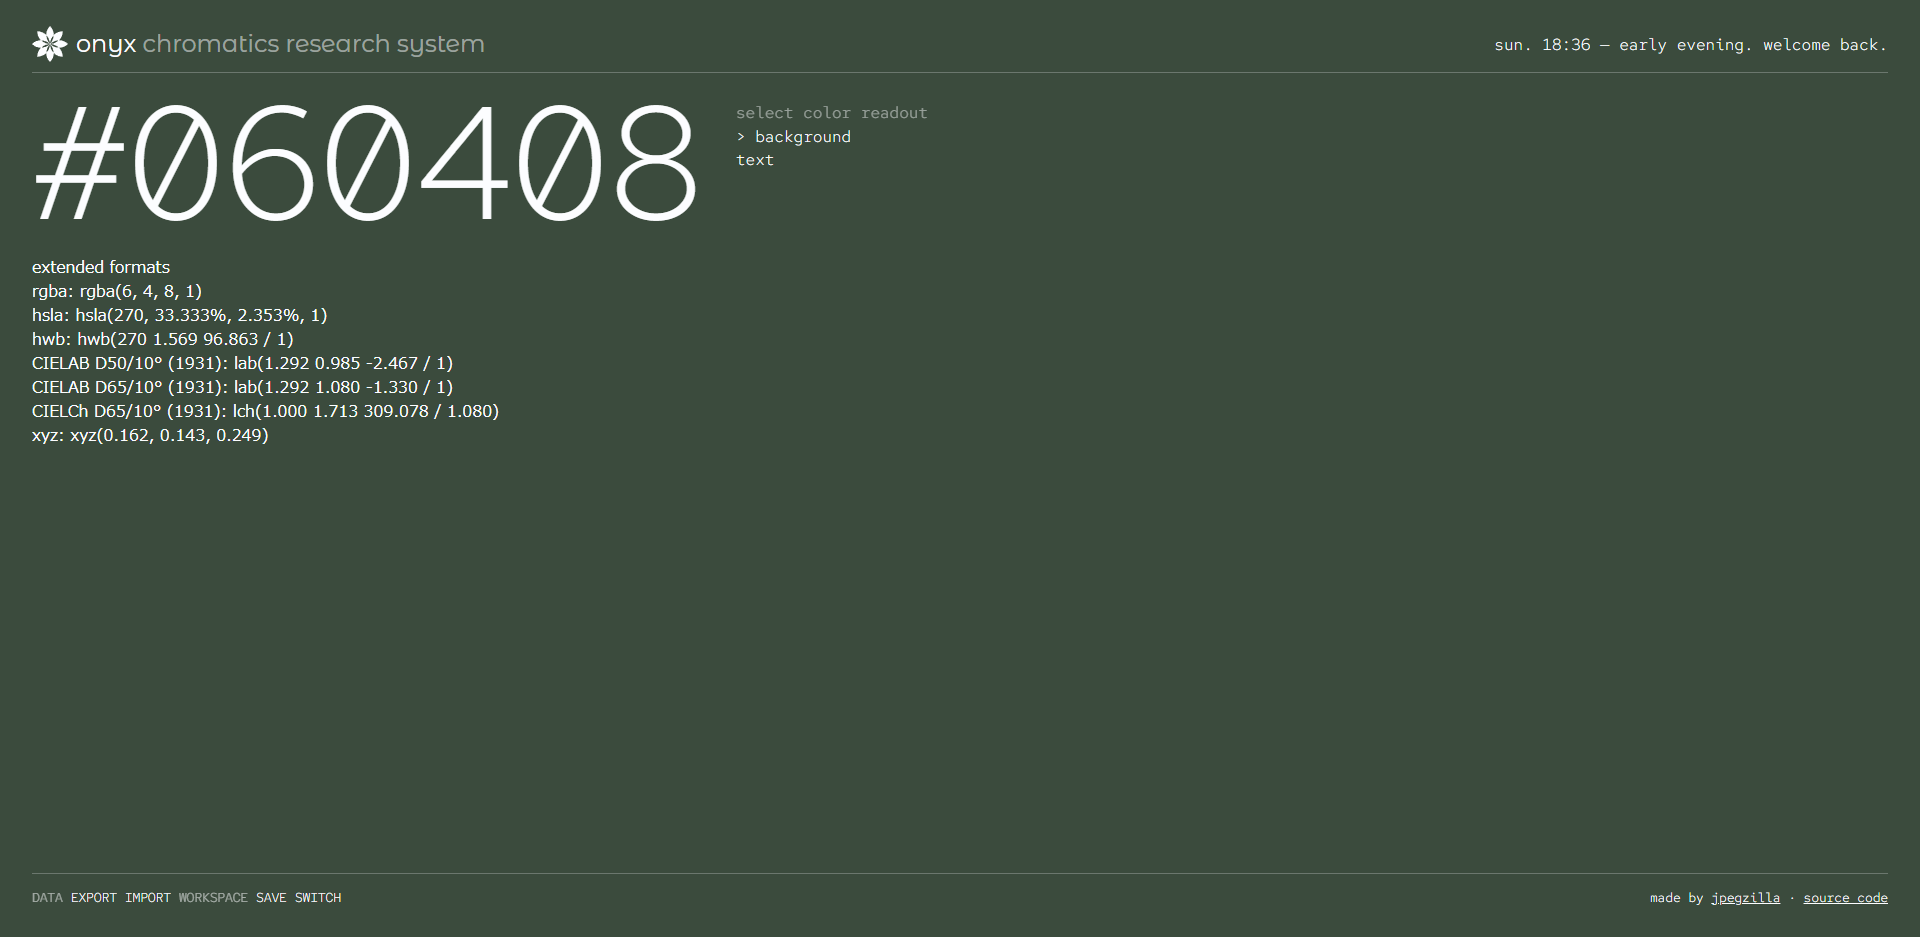 onyx chromatics research system
sun. 18:36 — early evening. welcome back.
#060408
select color readout
> background
text
extended formats
rgba: rgba(6, 4, 8, 1)
hsla: hsla(270, 33.333%, 2.353%, 1)
hwb: hwb(270 1.569 96.863 / 1)
CIELAB D50/10° (1931): lab(1.292 0.985 -2.467 / 1)
CIELAB D65/10° (1931): lab(1.292 1.080 -1.330 / 1)
CIELCh D65/10° (1931): lch(1.000 1.713 309.078 / 1.080)
xyz: xyz(0.162, 0.143, 0.249)
DATA EXPORT IMPORT WORKSPACE SAVE SWITCH
made by jpegzilla · source code